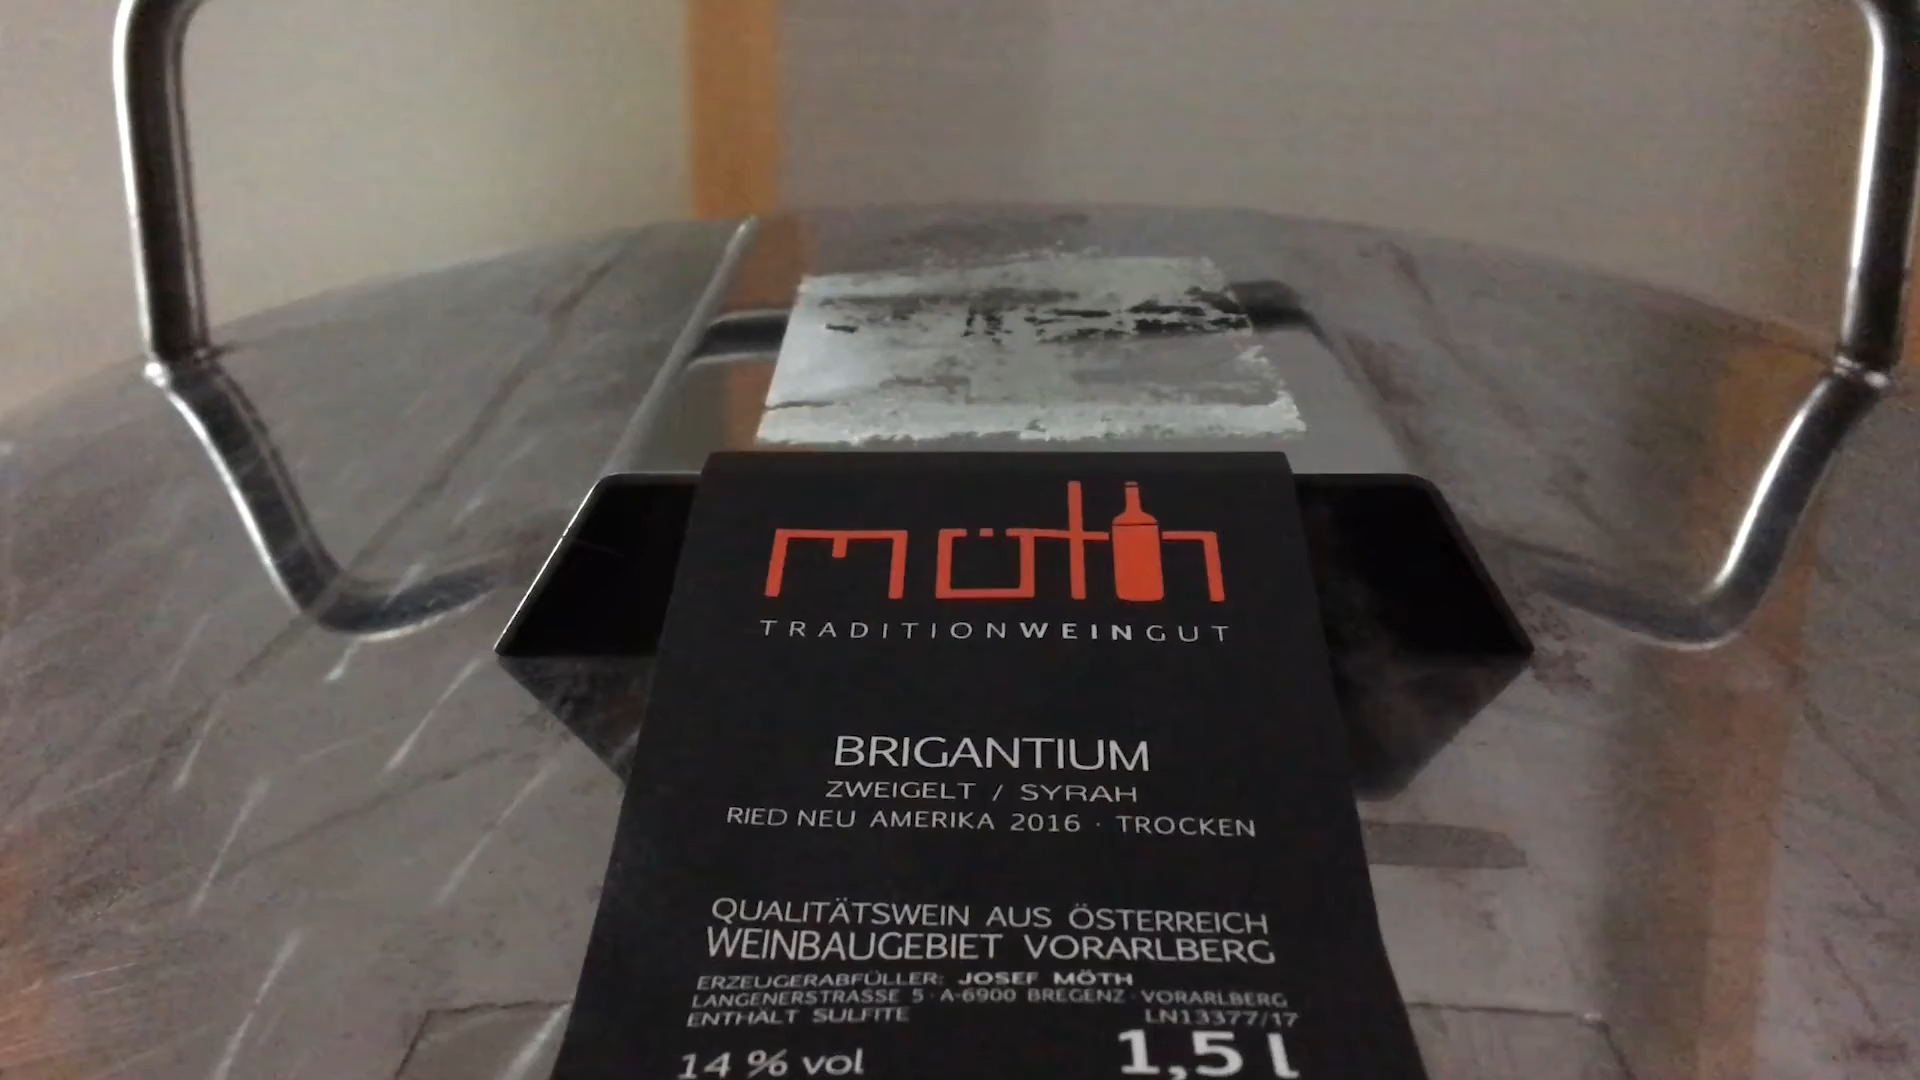 möth
TRADITIONWEINGUT
BRIGANTIUM
ZWEIGELT / SYRAH
RIED NEU AMERIKA 2016 · TROCKEN
QUALITÄTSWEIN AUS ÖSTERREICH
WEINBAUGEBIET VORARLBERG
ERZEUGERABFÜLLER: JOSEF MÖTH
LANGENERSTRASSE 5 · A-6900 BREGENZ · VORARLBERG
ENTHÄLT SULFITE LN13377/17
14 % vol 1,5 l